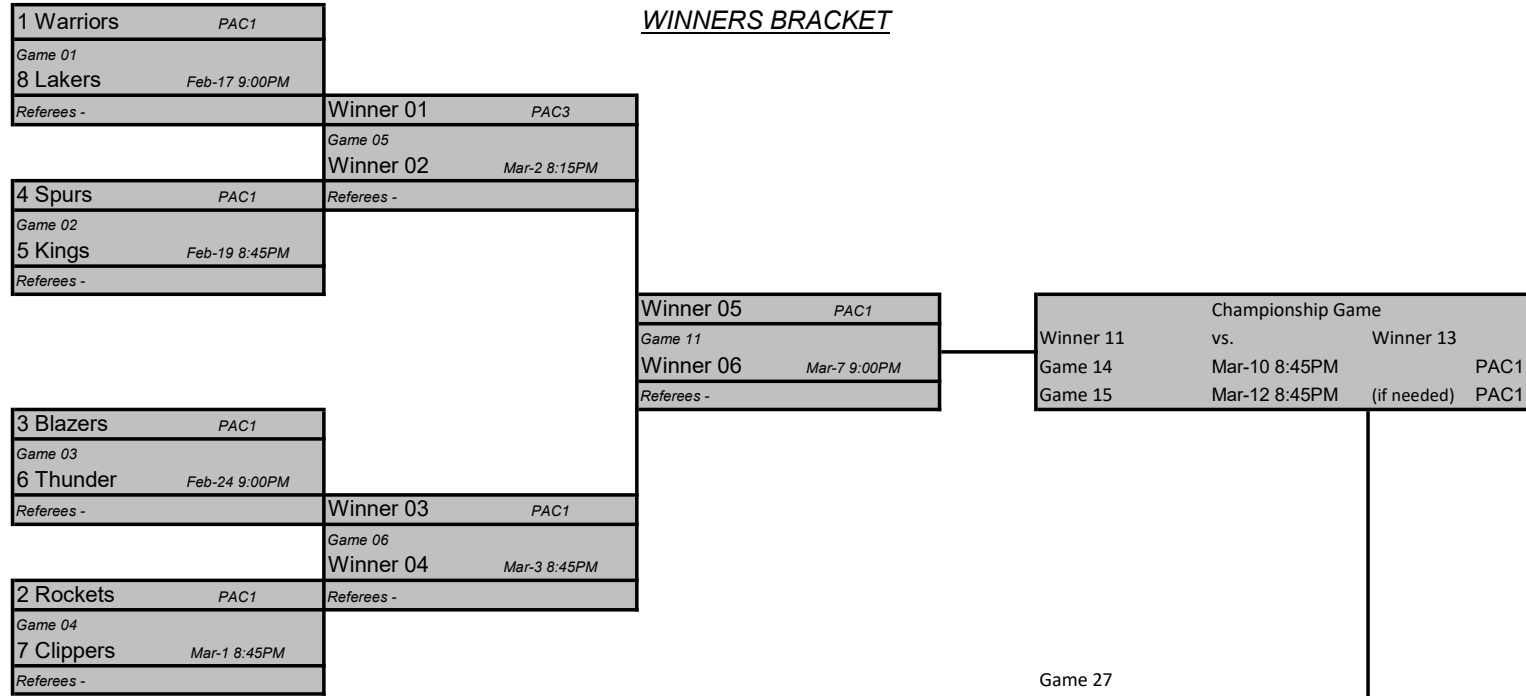 WINNERS BRACKET
1 Warriors PAC1
Game 01
8 Lakers Feb-17 9:00PM
Referees -
Winner 01 PAC3
Game 05
Winner 02 Mar-2 8:15PM
Referees -
4 Spurs PAC1
Game 02
5 Kings Feb-19 8:45PM
Referees -
Winner 05 PAC1
Game 11
Winner 06 Mar-7 9:00PM
Referees -
Championship Game
Winner 11 vs. Winner 13
Game 14 Mar-10 8:45PM PAC1
Game 15 Mar-12 8:45PM (if needed) PAC1
3 Blazers PAC1
Game 03
6 Thunder Feb-24 9:00PM
Referees -
Winner 03 PAC1
Game 06
Winner 04 Mar-3 8:45PM
Referees -
2 Rockets PAC1
Game 04
7 Clippers Mar-1 8:45PM
Referees -
Game 27